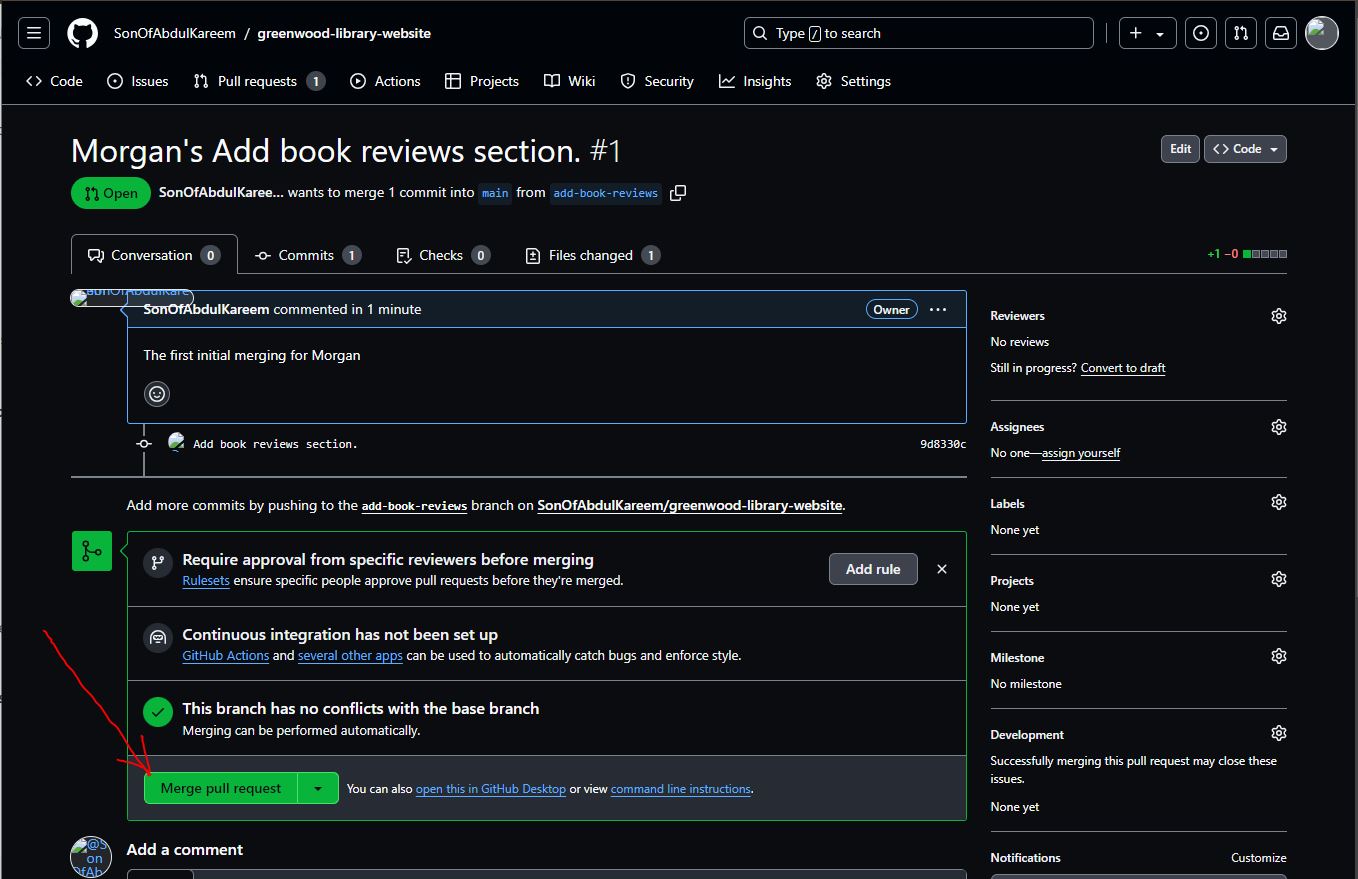 SonOfAbdulKareem / greenwood-library-website
Type / to search
Code Issues Pull requests 1 Actions Projects Wiki Security Insights Settings
Morgan's Add book reviews section. #1
Edit Code
Open SonOfAbdulKaree... wants to merge 1 commit into main from add-book-reviews
Conversation 0 Commits 1 Checks 0 Files changed 1
+1 −0
SonOfAbdulKareem commented in 1 minute
Owner
The first initial merging for Morgan
Add book reviews section.
9d8330c
Add more commits by pushing to the add-book-reviews branch on SonOfAbdulKareem/greenwood-library-website.
Require approval from specific reviewers before merging
Rulesets ensure specific people approve pull requests before they're merged.
Add rule
Continuous integration has not been set up
GitHub Actions and several other apps can be used to automatically catch bugs and enforce style.
This branch has no conflicts with the base branch
Merging can be performed automatically.
Merge pull request
You can also open this in GitHub Desktop or view command line instructions.
@S
on
OfAb
Add a comment
Reviewers
No reviews
Still in progress? Convert to draft
Assignees
No one—assign yourself
Labels
None yet
Projects
None yet
Milestone
No milestone
Development
Successfully merging this pull request may close these
issues.
None yet
Notifications
Customize